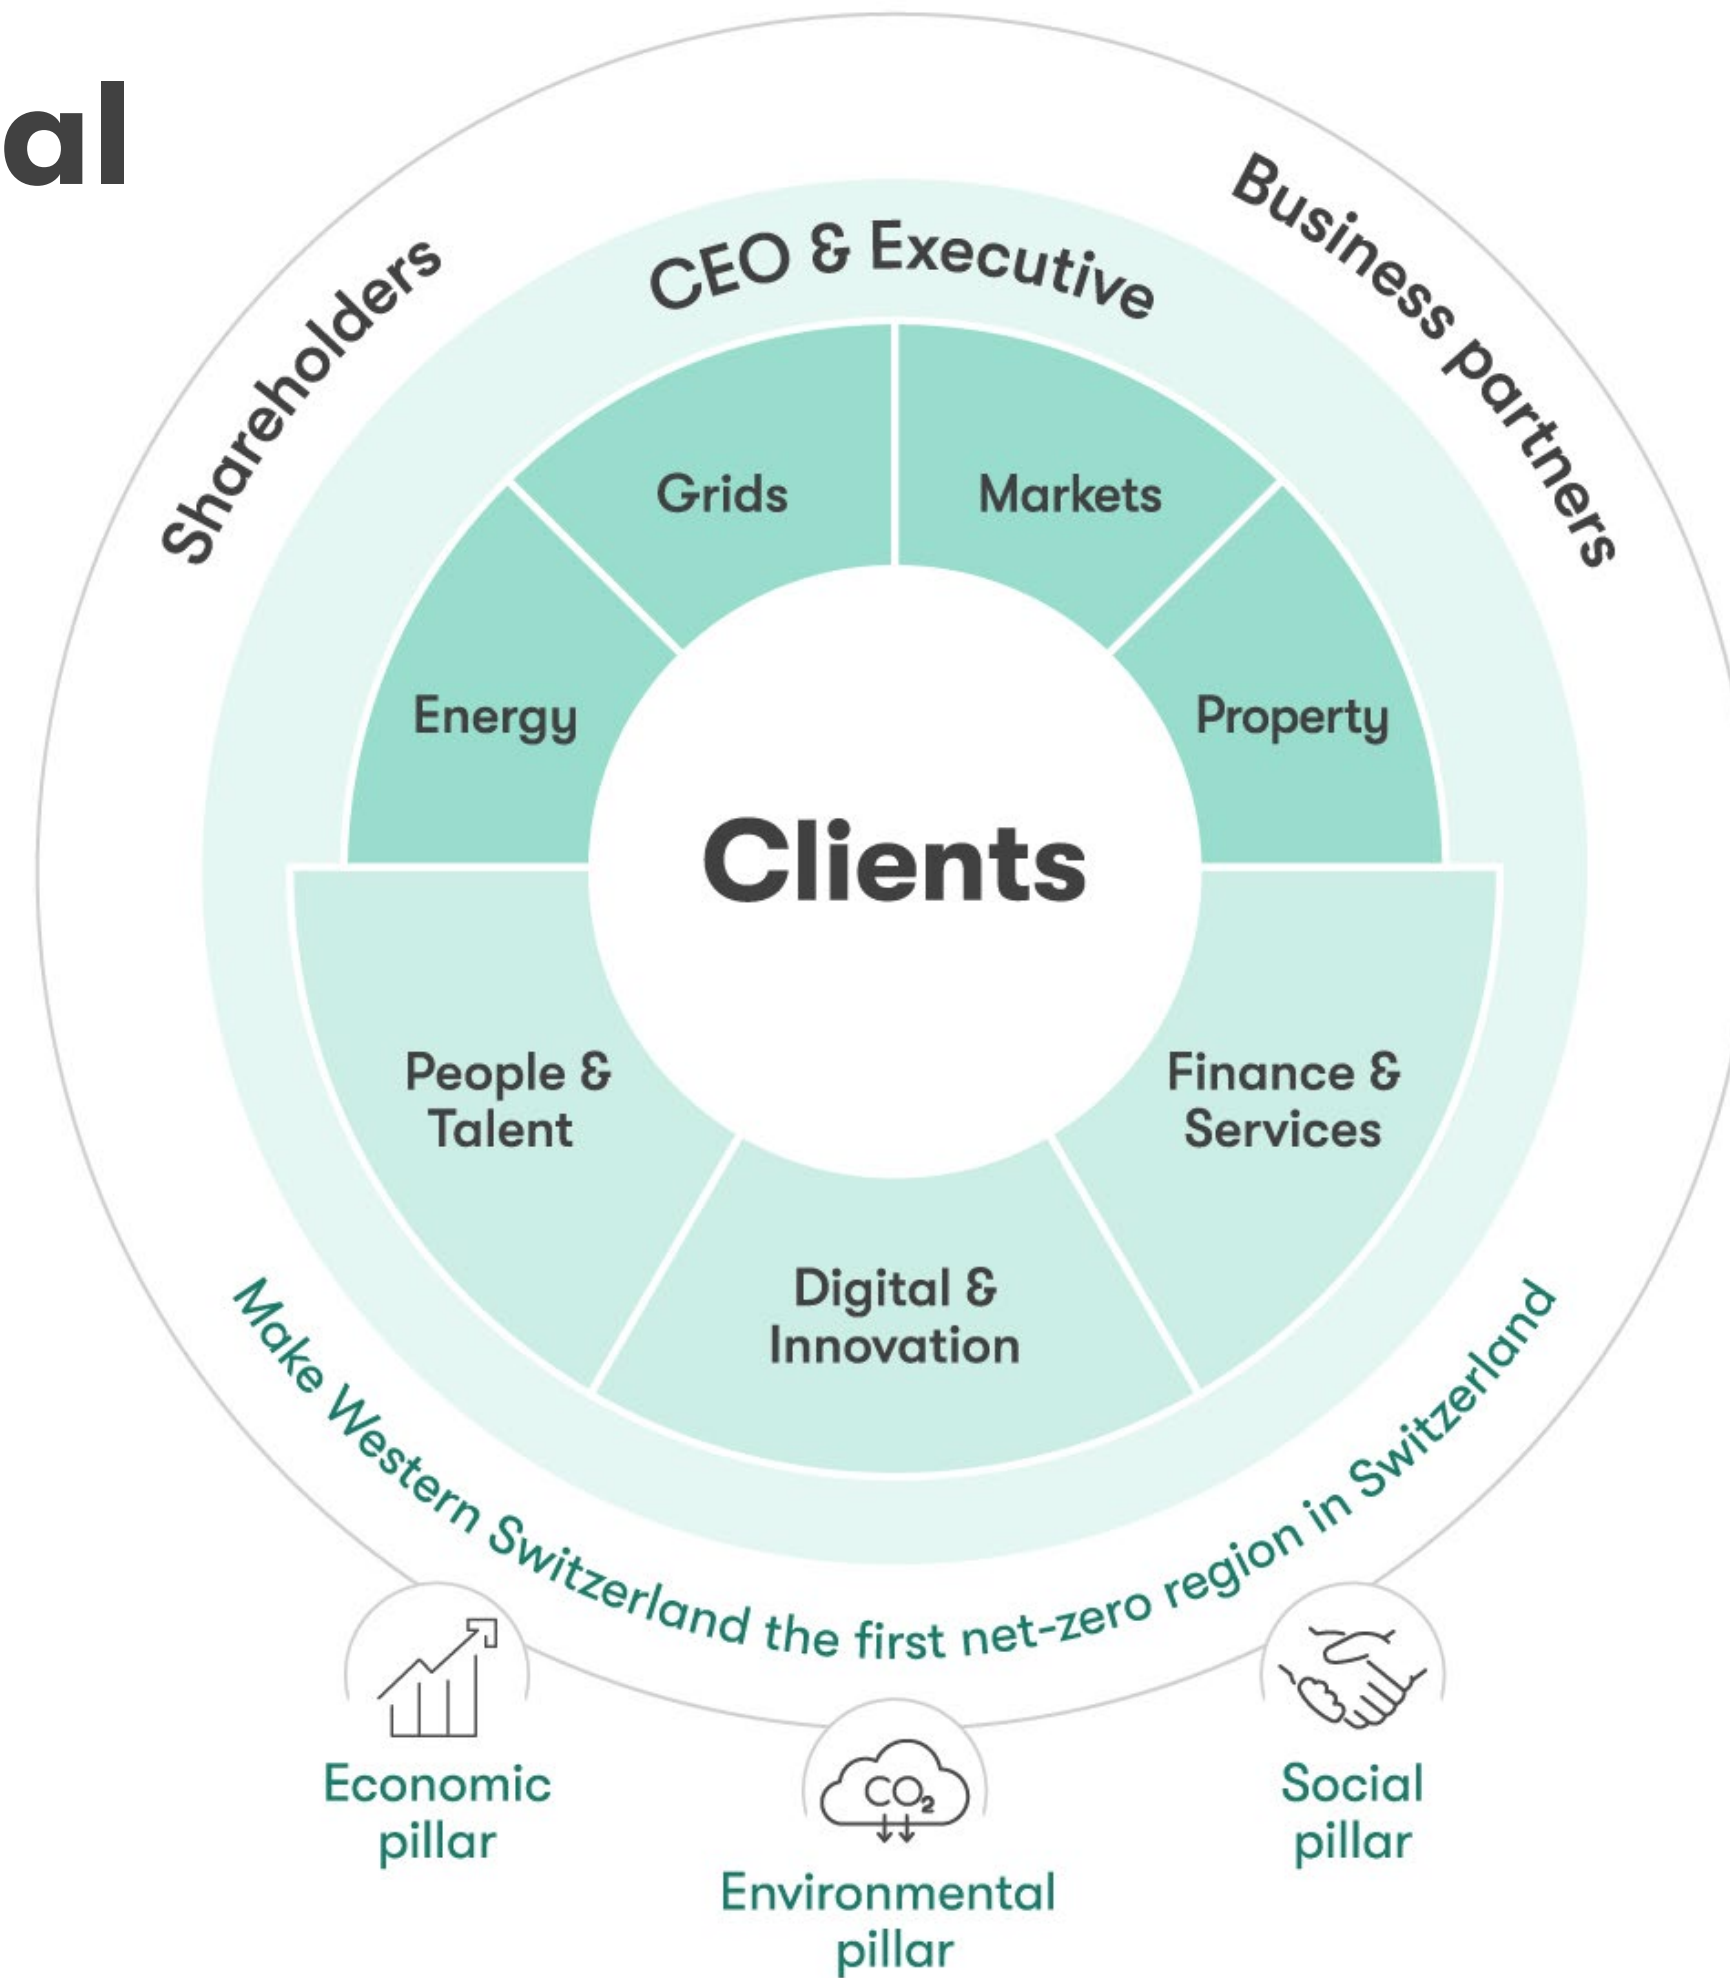 al
Shareholders
CEO & Executive
Business partners
Grids
Markets
Energy
Property
Clients
People &
Talent
Finance &
Services
Digital &
Innovation
Make Western Switzerland the first net-zero region in Switzerland
Economic
pillar
CO₂
Environmental
pillar
Social
pillar